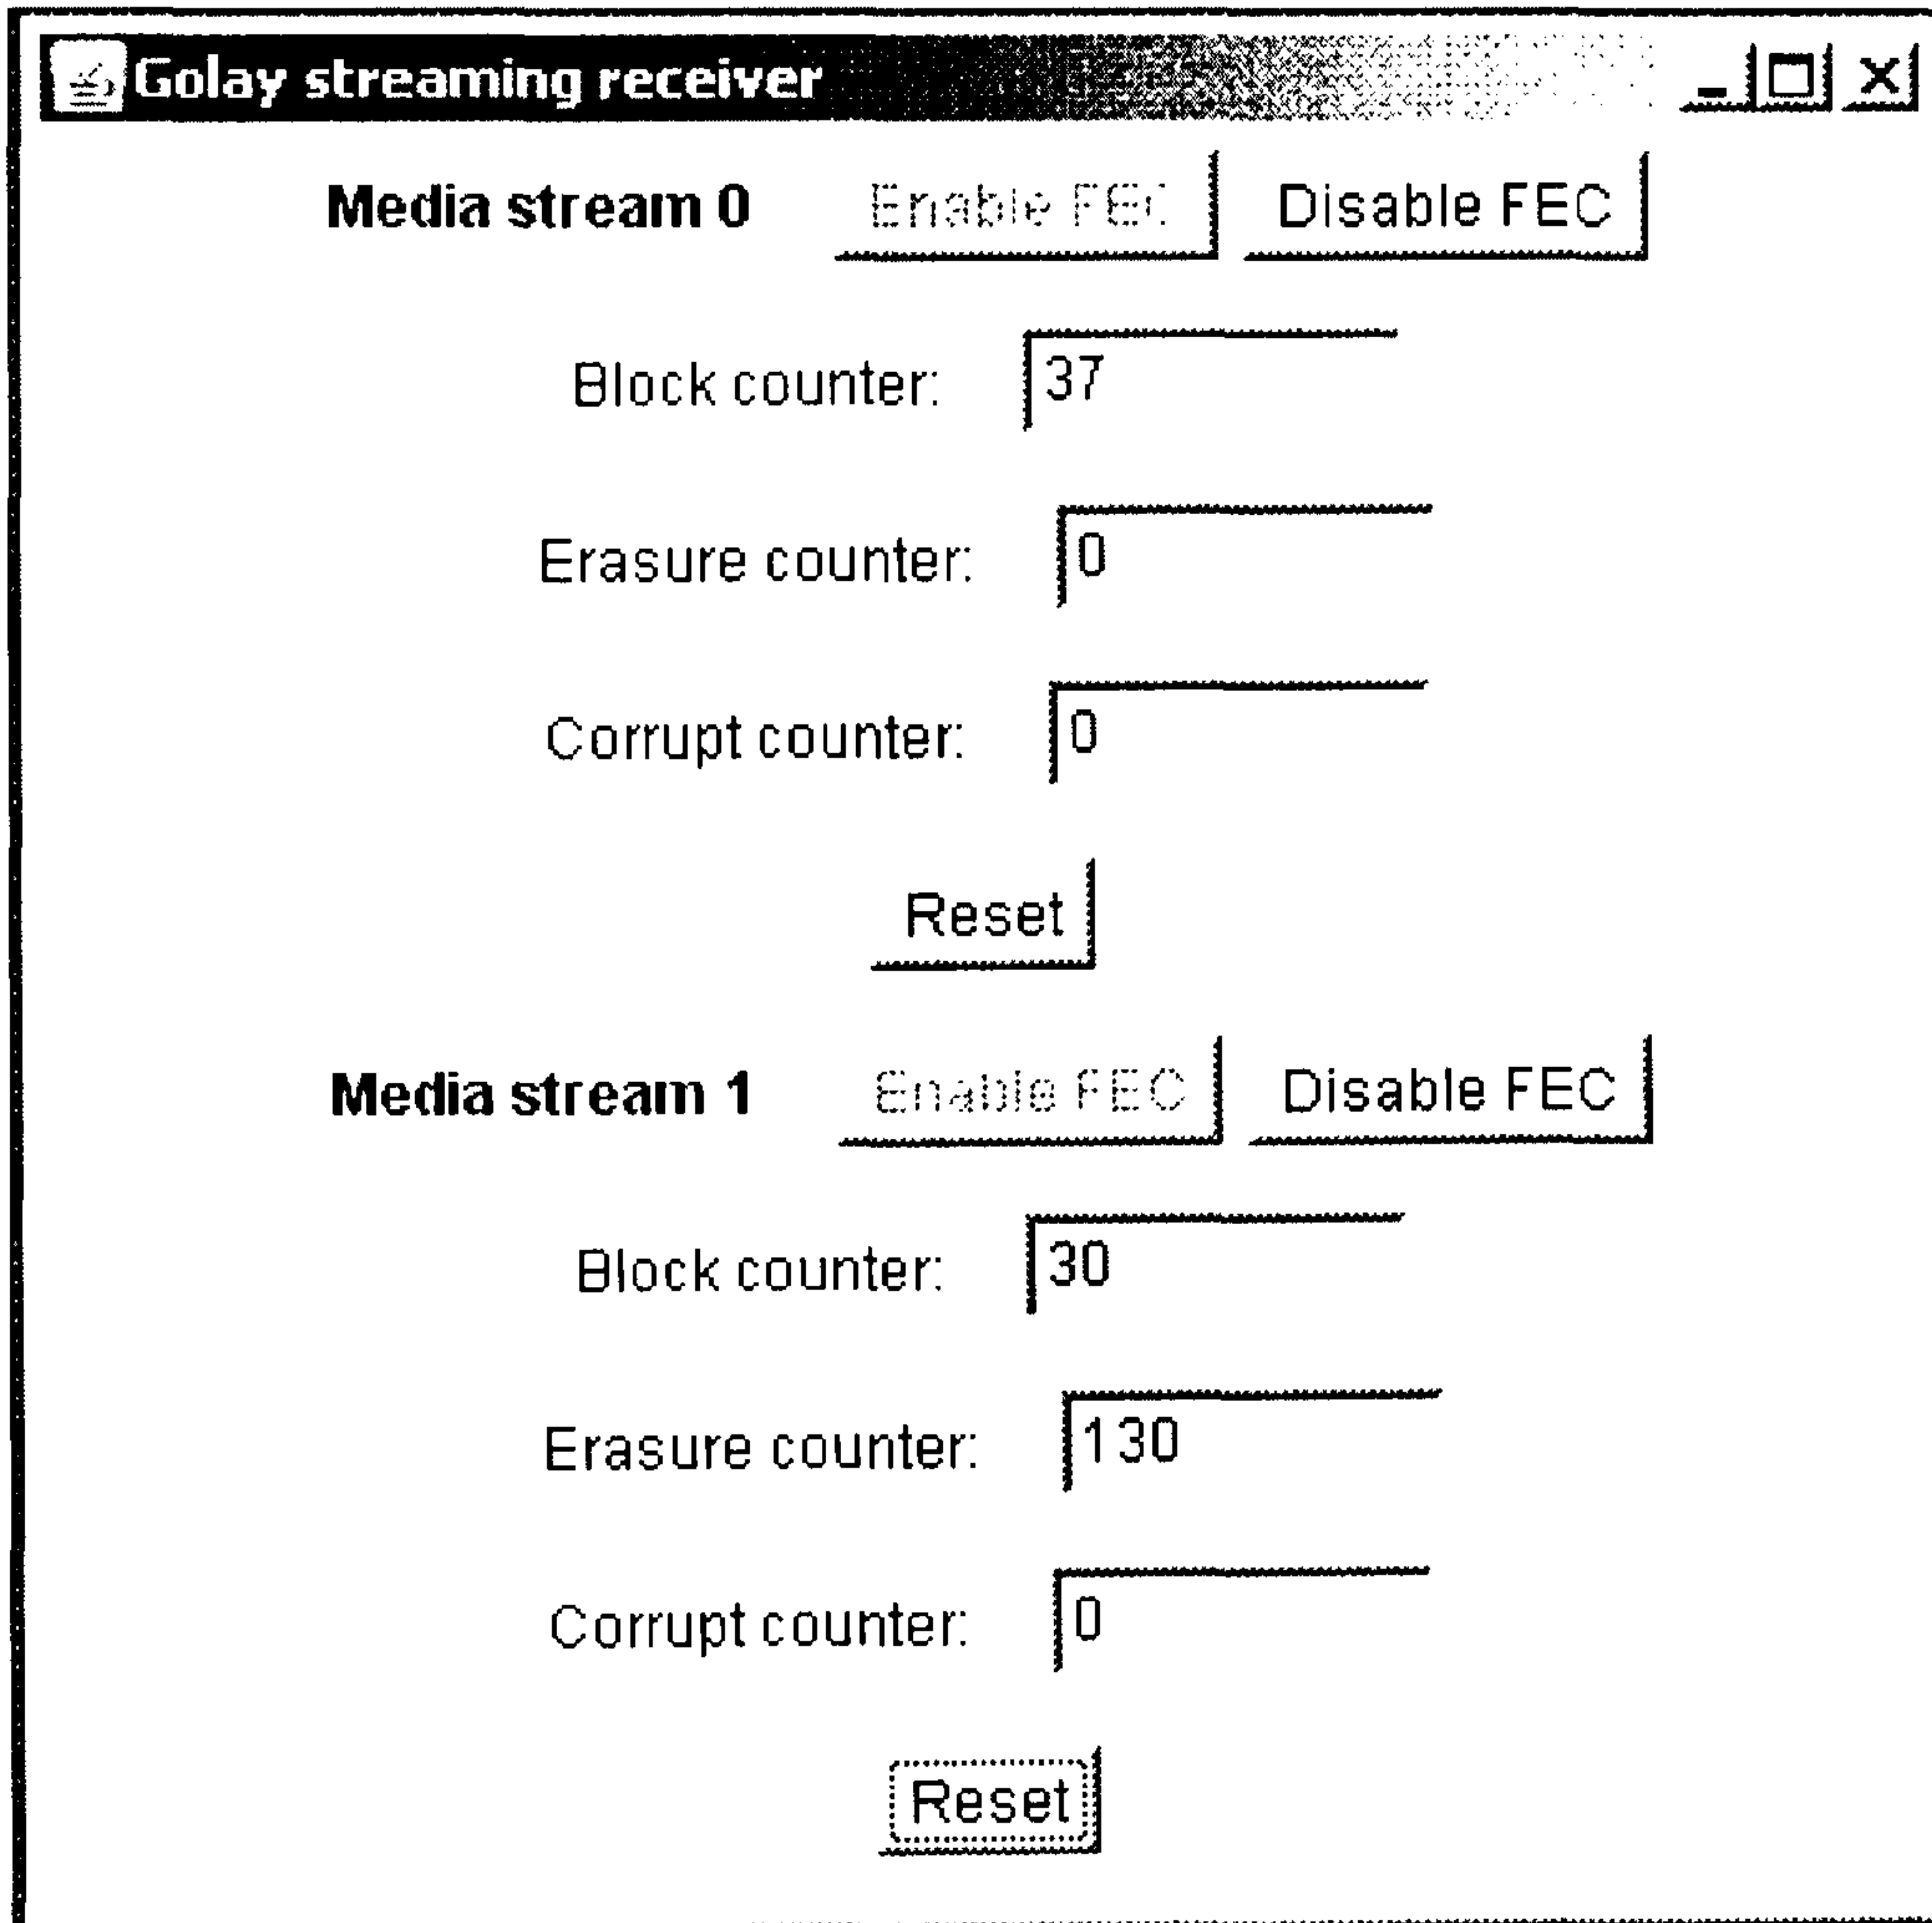 Golay streaming receiver
Media stream 0 Enable FEC Disable FEC
Block counter: 37
Erasure counter: 0
Corrupt counter: 0
Reset
Media stream 1 Enable FEC Disable FEC
Block counter: 30
Erasure counter: 130
Corrupt counter: 0
Reset